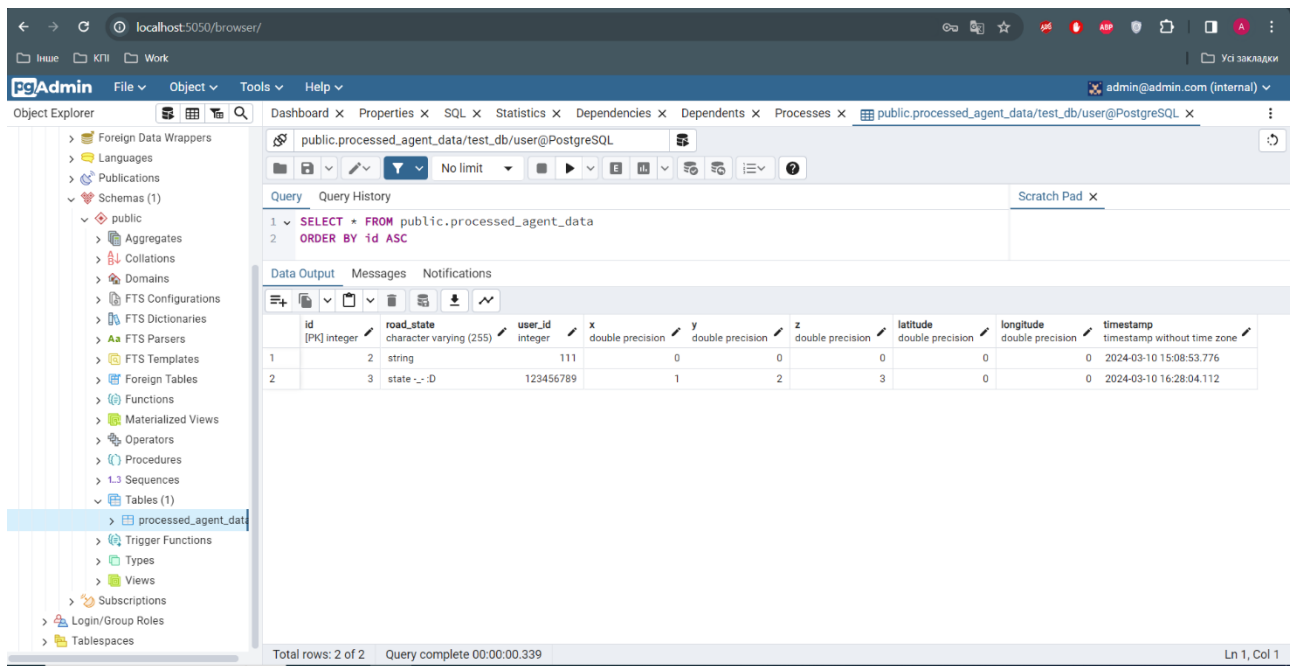 localhost:5050/browser/
ABP
A
Інше КПІ Work Усі закладки
pgAdmin File Object Tools Help admin@admin.com (internal)
Object Explorer
Dashboard Properties SQL Statistics Dependencies Dependents Processes public.processed_agent_data/test_db/user@PostgreSQL
Foreign Data Wrappers
Languages
Publications
Schemas (1)
public
Aggregates
Collations
Domains
FTS Configurations
FTS Dictionaries
Aa FTS Parsers
FTS Templates
Foreign Tables
Functions
Materialized Views
Operators
Procedures
1..3 Sequences
Tables (1)
processed_agent_data
Trigger Functions
Types
Views
Subscriptions
Login/Group Roles
Tablespaces
public.processed_agent_data/test_db/user@PostgreSQL
No limit E
Query Query History Scratch Pad
1 SELECT * FROM public.processed_agent_data
2 ORDER BY id ASC
Data Output Messages Notifications
id road_state user_id x y z latitude longitude timestamp
[PK] integer character varying (255) integer double precision double precision double precision double precision double precision timestamp without time zone
1 2 string 111 0 0 0 0 0 2024-03-10 15:08:53.776
2 3 state -_- :D 123456789 1 2 3 0 0 2024-03-10 16:28:04.112
Total rows: 2 of 2 Query complete 00:00:00.339 Ln 1, Col 1